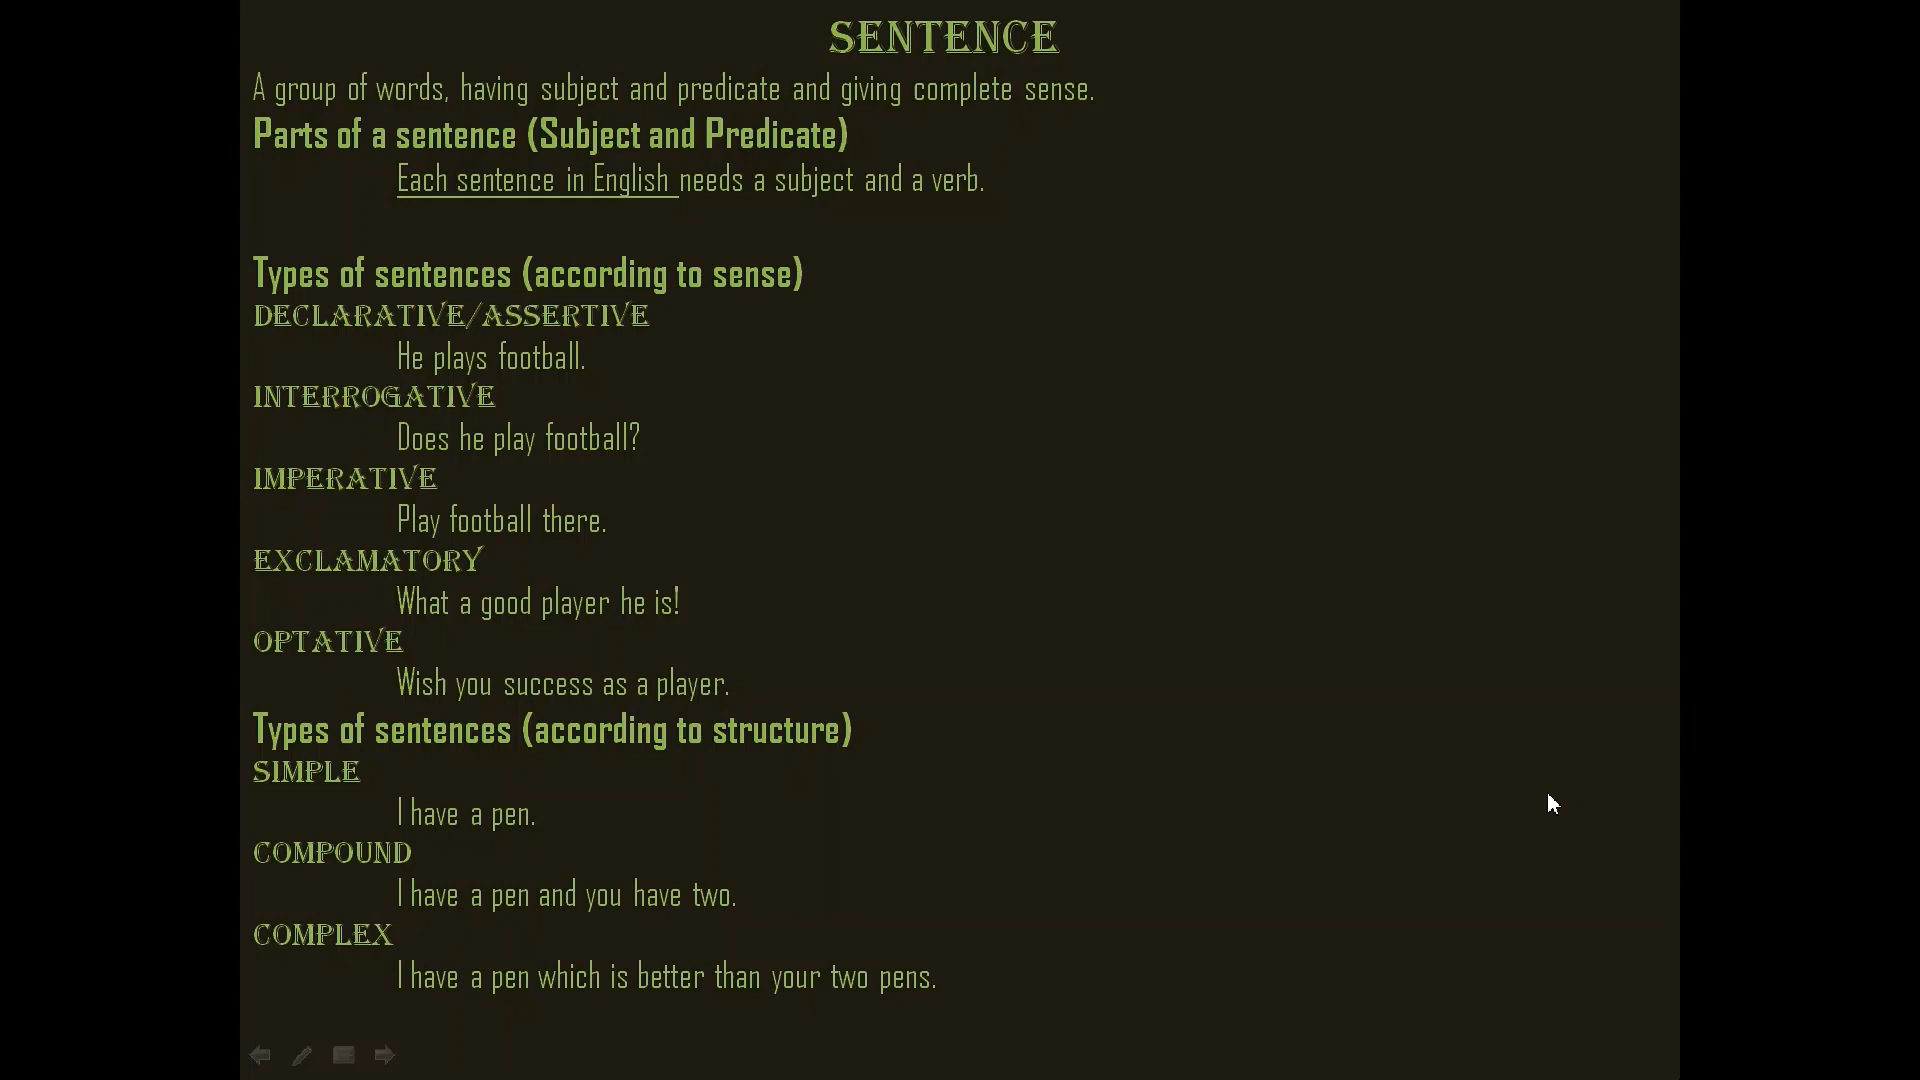 SENTENCE
A group of words, having subject and predicate and giving complete sense.
Parts of a sentence (Subject and Predicate)
Each sentence in English needs a subject and a verb.
Types of sentences (according to sense)
DECLARATIVE/ASSERTIVE
He plays football.
INTERROGATIVE
Does he play football?
IMPERATIVE
Play football there.
EXCLAMATORY
What a good player he is!
OPTATIVE
Wish you success as a player.
Types of sentences (according to structure)
SIMPLE
I have a pen.
COMPOUND
I have a pen and you have two.
COMPLEX
I have a pen which is better than your two pens.